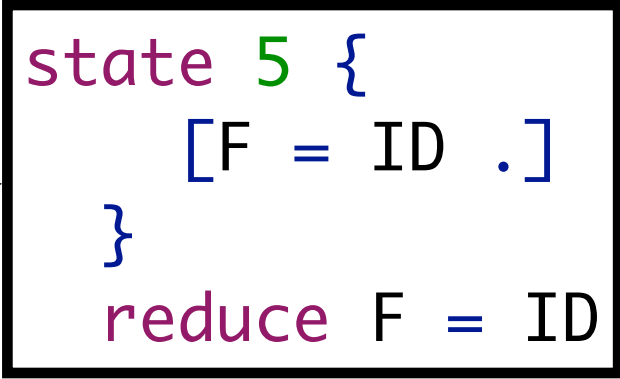 state 5 {
[F = ID .]
}
reduce F = ID